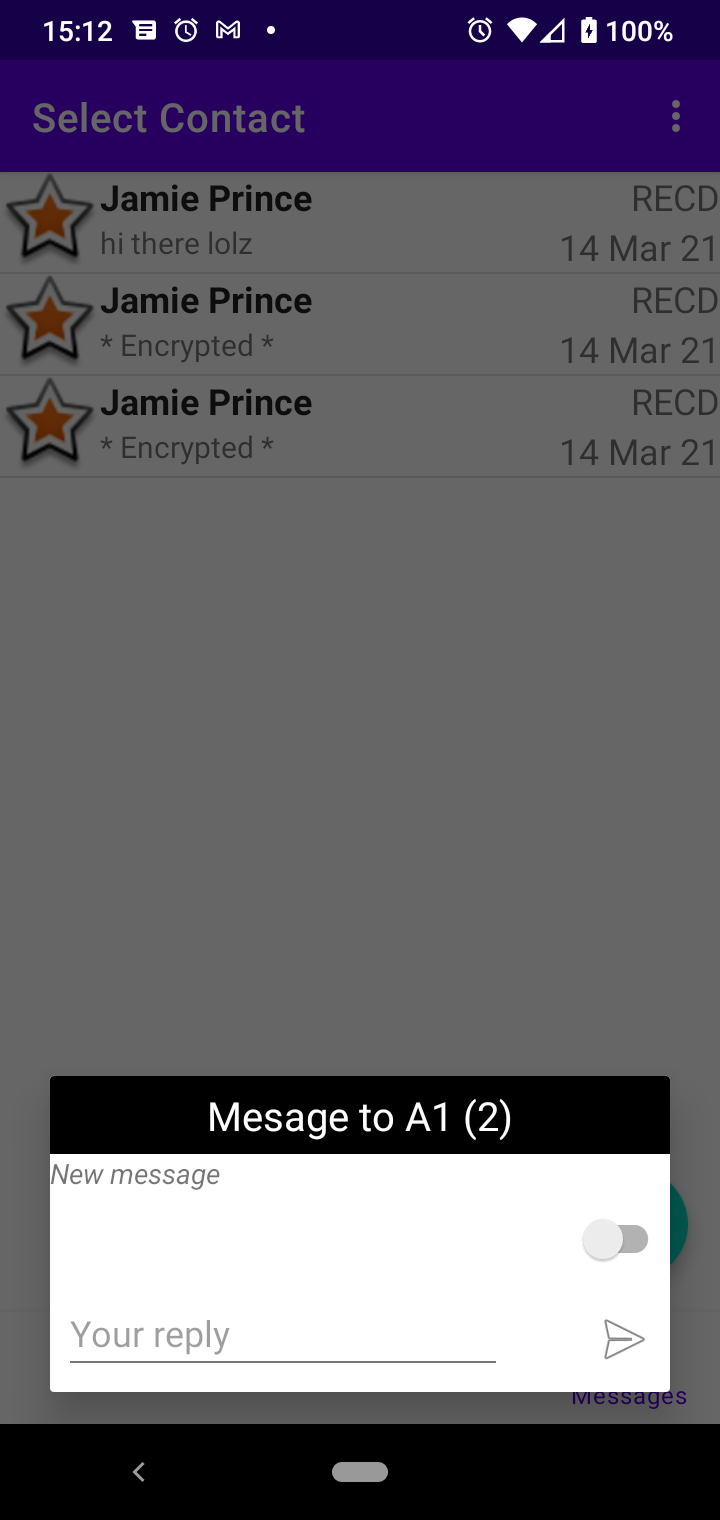 15:12 100%
Select Contact
Jamie Prince RECD
hi there lolz 14 Mar 21
Jamie Prince RECD
* Encrypted * 14 Mar 21
Jamie Prince RECD
* Encrypted * 14 Mar 21
Mesage to A1 (2)
New message
Your reply
Messages